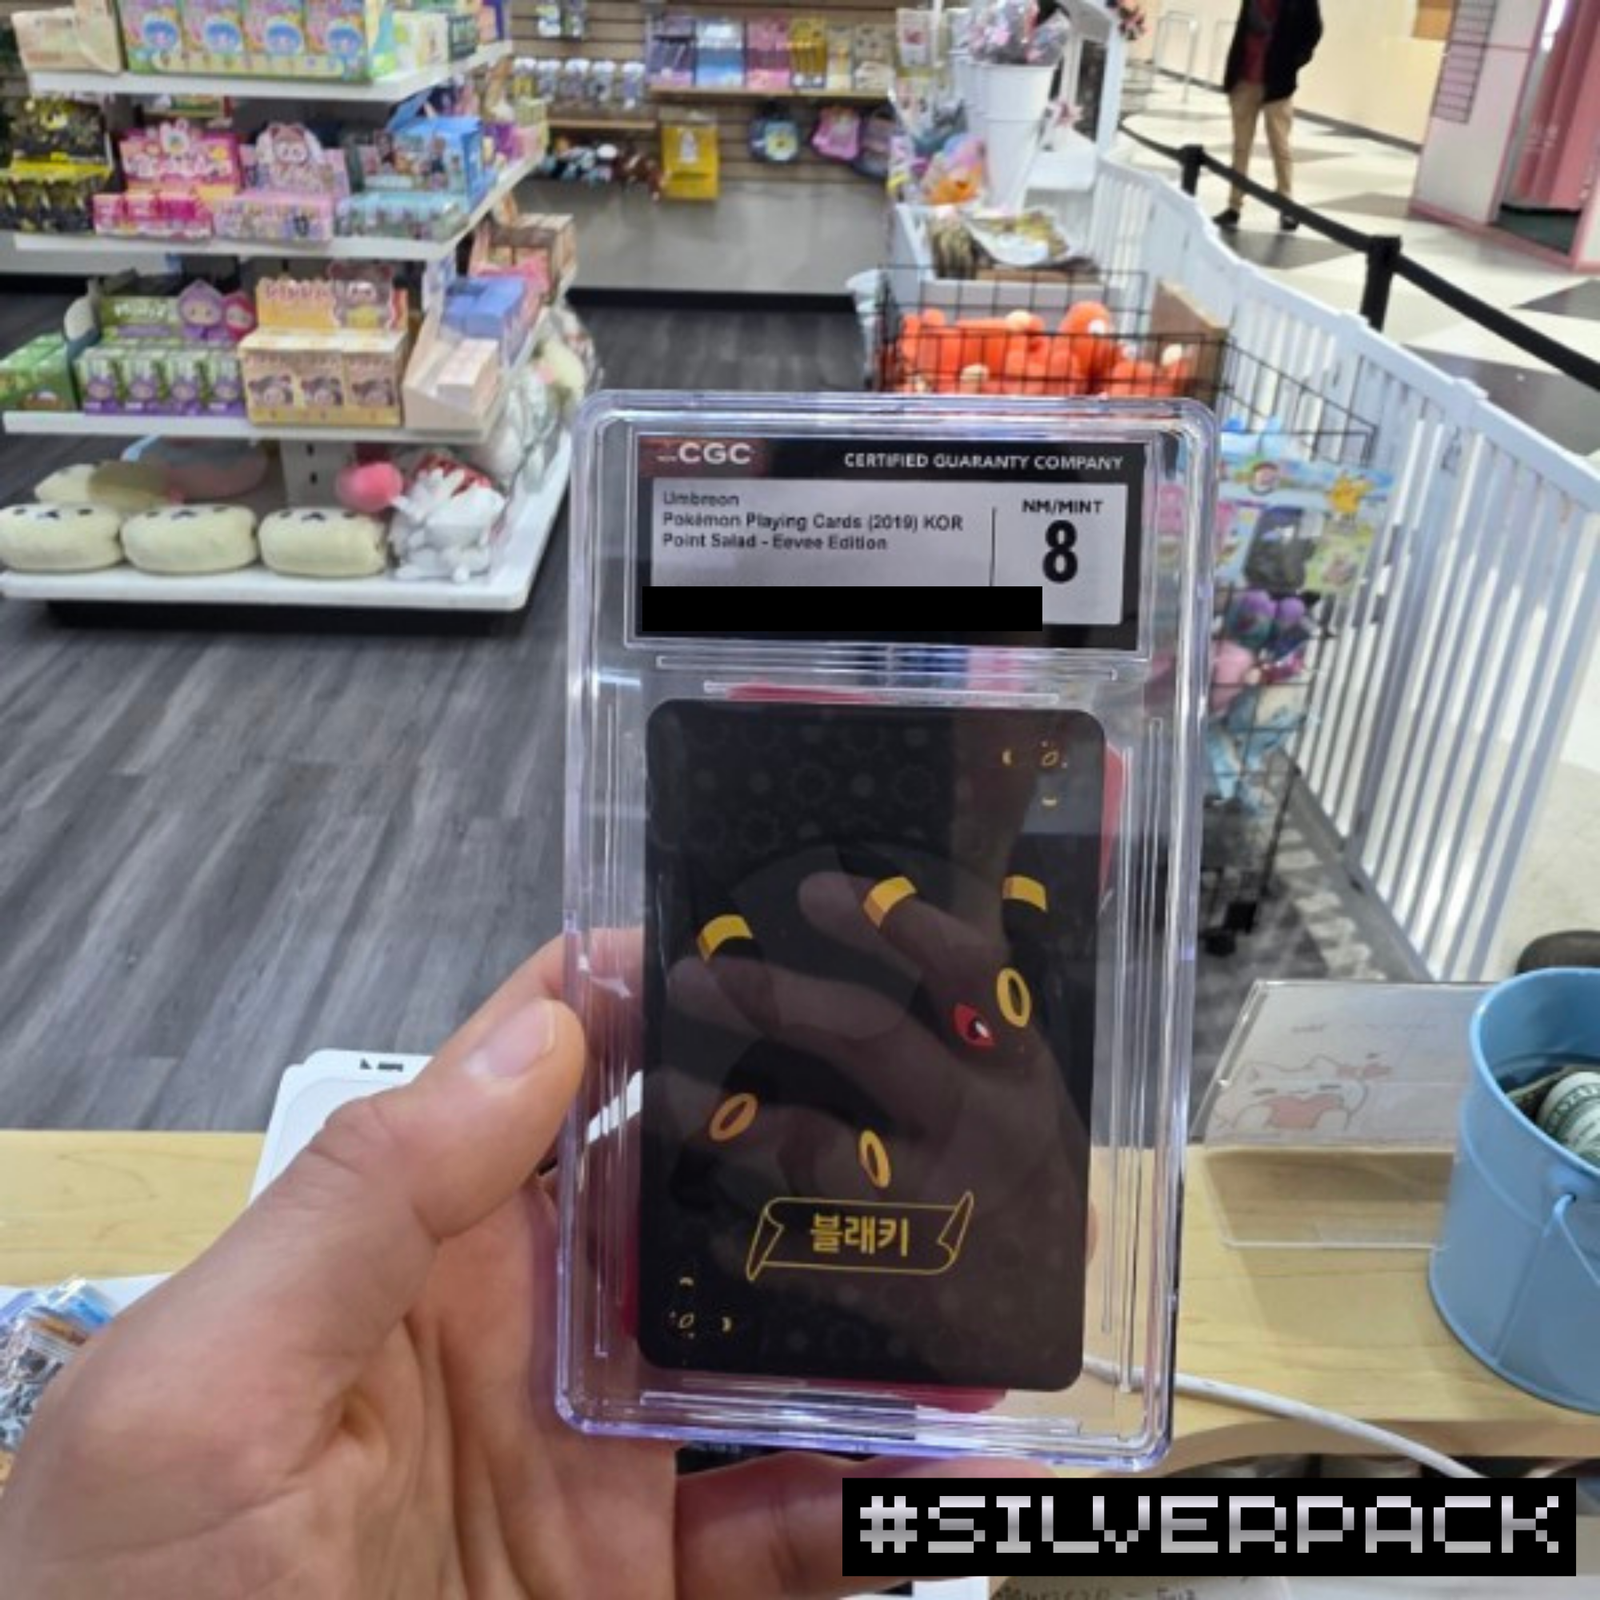 CGC
CERTIFIED GUARANTY COMPANY
Umbreon
Pokémon Playing Cards (2019) KOR
Point Salad - Eevee Edition
NM/MINT
8
블래키
#SILVERPACK